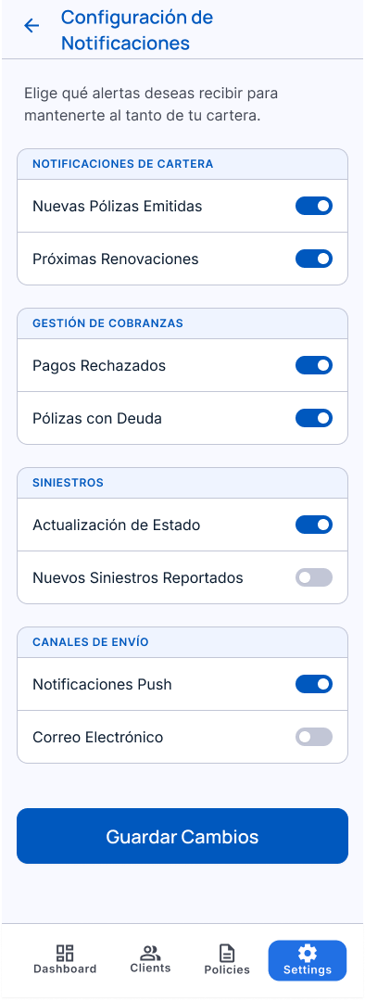 Configuración de
Notificaciones
Elige qué alertas deseas recibir para
mantenerte al tanto de tu cartera.
NOTIFICACIONES DE CARTERA
Nuevas Pólizas Emitidas
Próximas Renovaciones
GESTIÓN DE COBRANZAS
Pagos Rechazados
Pólizas con Deuda
SINIESTROS
Actualización de Estado
Nuevos Siniestros Reportados
CANALES DE ENVÍO
Notificaciones Push
Correo Electrónico
Guardar Cambios
Dashboard
Clients
Policies
Settings